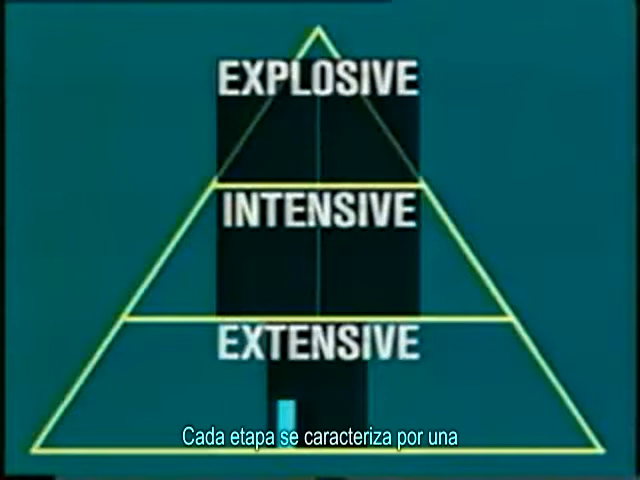 EXPLOSIVE
INTENSIVE
EXTENSIVE
Cada etapa se caracteriza por una